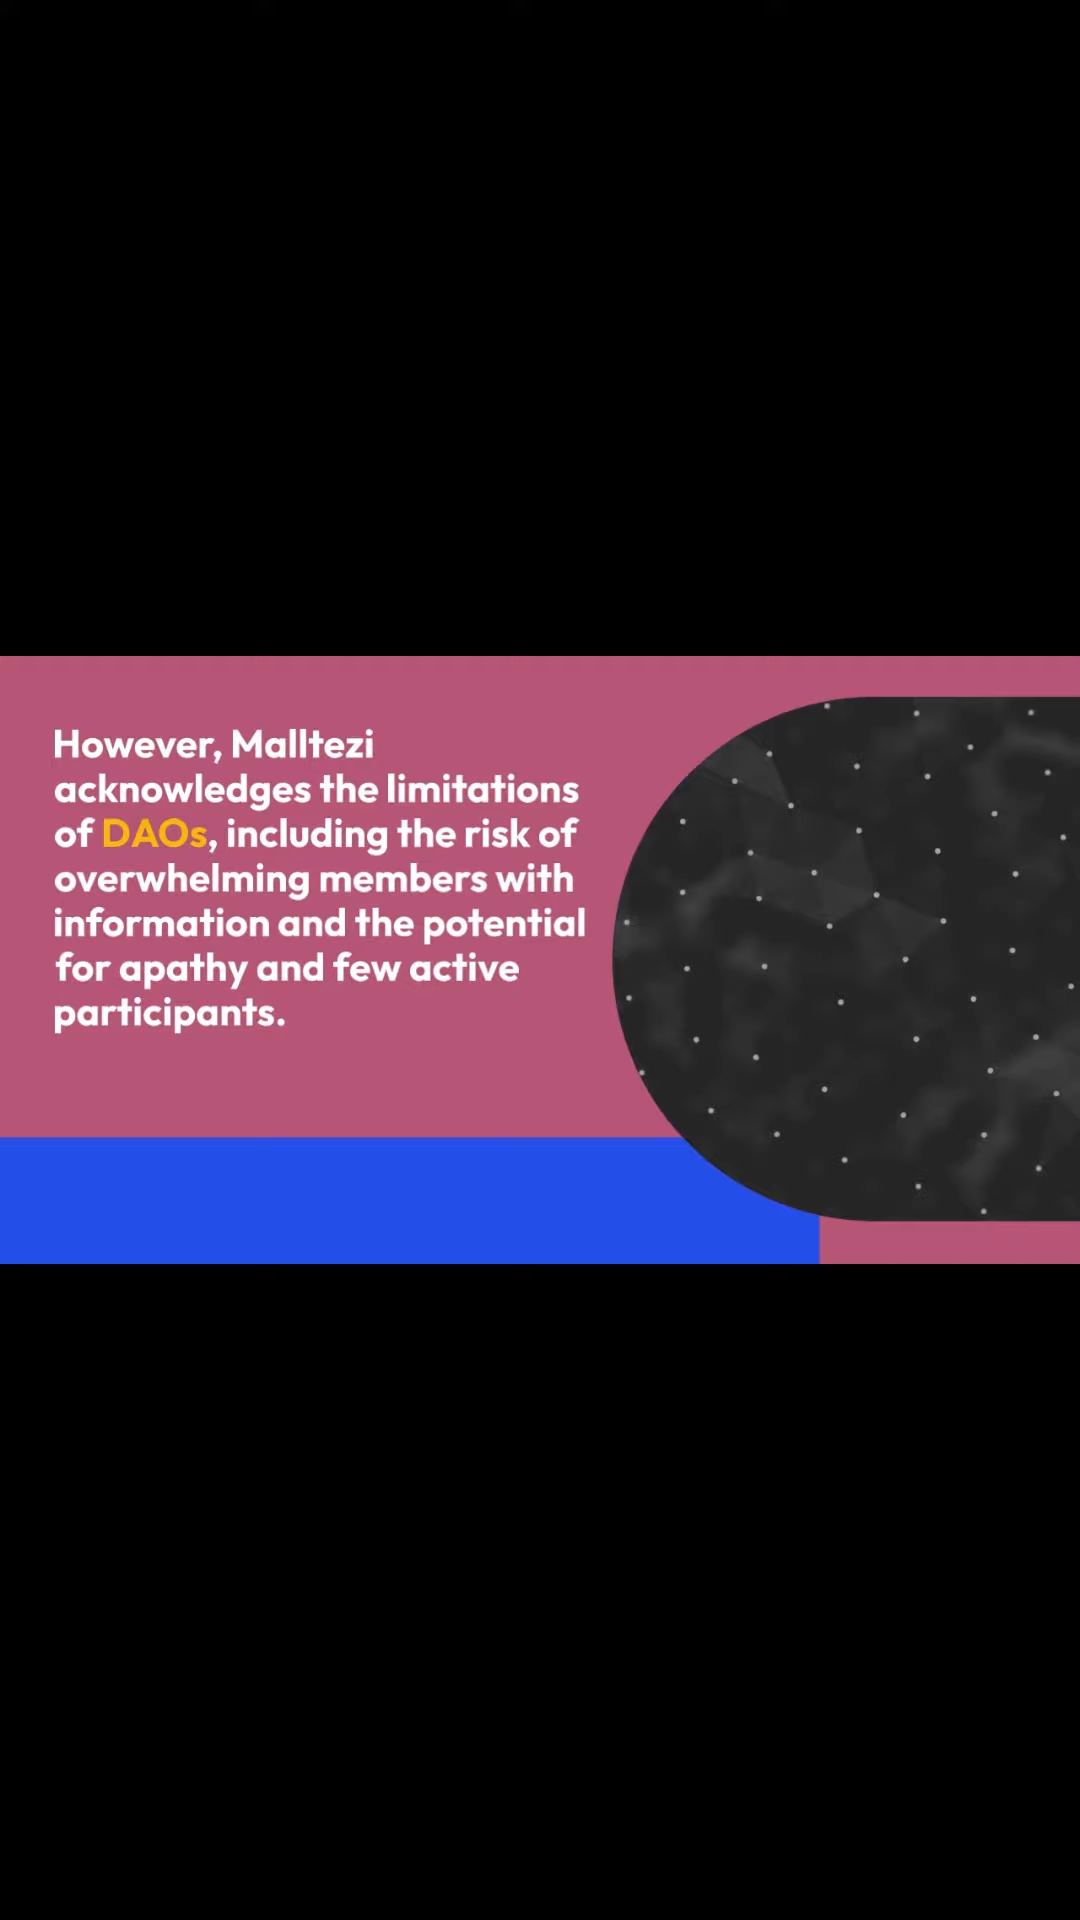 However, Malltezi
acknowledges the limitations
of DAOs, including the risk of
overwhelming members with
information and the potential
for apathy and few active
participants.